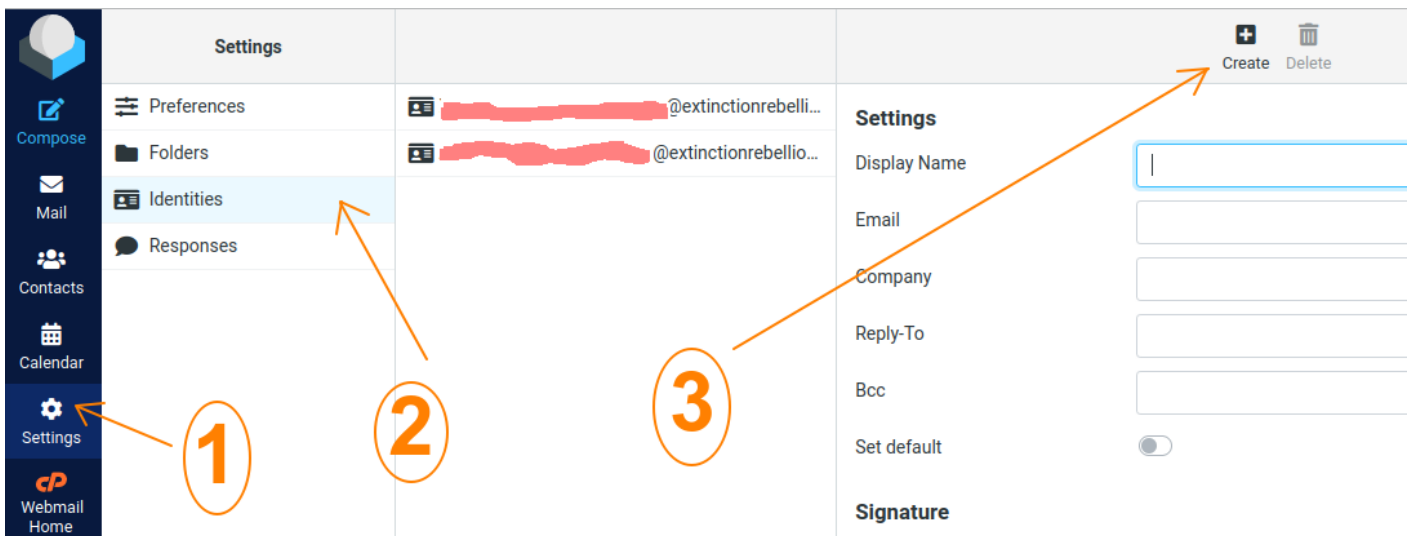 Settings
Create Delete
Compose
Mail
Contacts
Calendar
Settings
cP
Webmail
Home
Preferences
Folders
Identities
Responses
@extinctionrebelli...
@extinctionrebellio...
Settings
Display Name
Email
Company
Reply-To
Bcc
Set default
Signature
1
2
3